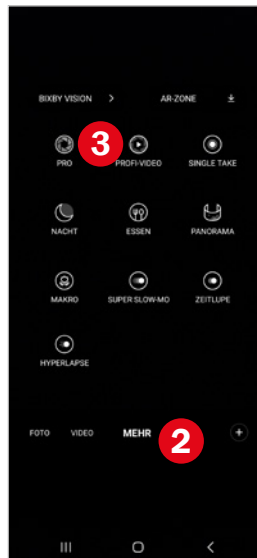 BIXBY VISION > AR-ZONE
3
PRO PROFI-VIDEO SINGLE TAKE
NACHT ESSEN PANORAMA
MAKRO SUPER SLOW-MO ZEITLUPE
HYPERLAPSE
FOTO VIDEO MEHR 2 +